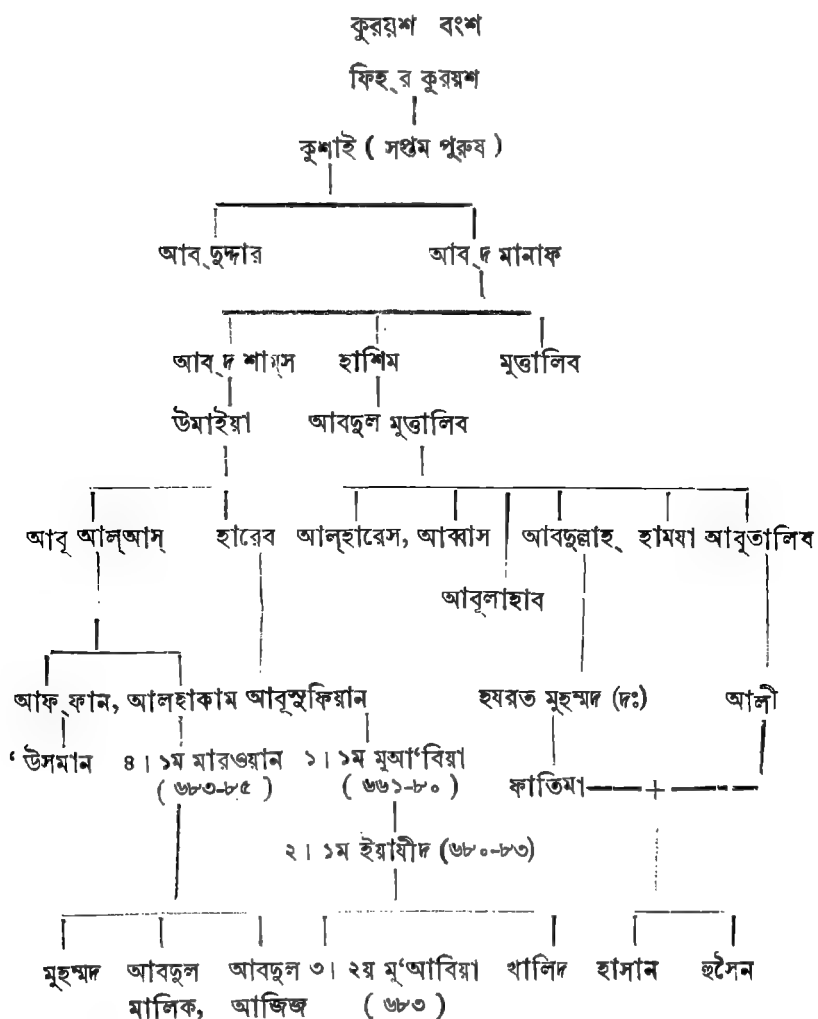 কুরয়শ বংশ
ফিহ্‌র কুরয়শ
কুশাই ( সপ্তম পুরুষ )
আব্‌দুদ্দার আব্‌দ মানাফ
আব্‌দ শাম্‌স হাশিম মুত্তালিব
উমাইয়া আবদুল মুত্তালিব
আবূ আল্‌আস্ হারেব আল্‌হারেস, আব্বাস আবদুল্লাহ্ হামযা আবূতালিব
আবূলাহাব
আফ্‌ফান, আলহাকাম আবূসুফিয়ান হযরত মুহম্মদ (দঃ) আলী
‘উসমান ৪। ১ম মারওয়ান ১। ১ম মূআ‘বিয়া
( ৬৮৩-৮৫ ) ( ৬৬১-৮০ ) ফাতিমা — + —
২। ১ম ইয়াযীদ (৬৮০-৮৩)
মুহম্মদ আবদুল আবদুল ৩। ২য় মু‘আবিয়া খালিদ হাসান হুসৈন
মালিক, আজিজ ( ৬৮৩ )